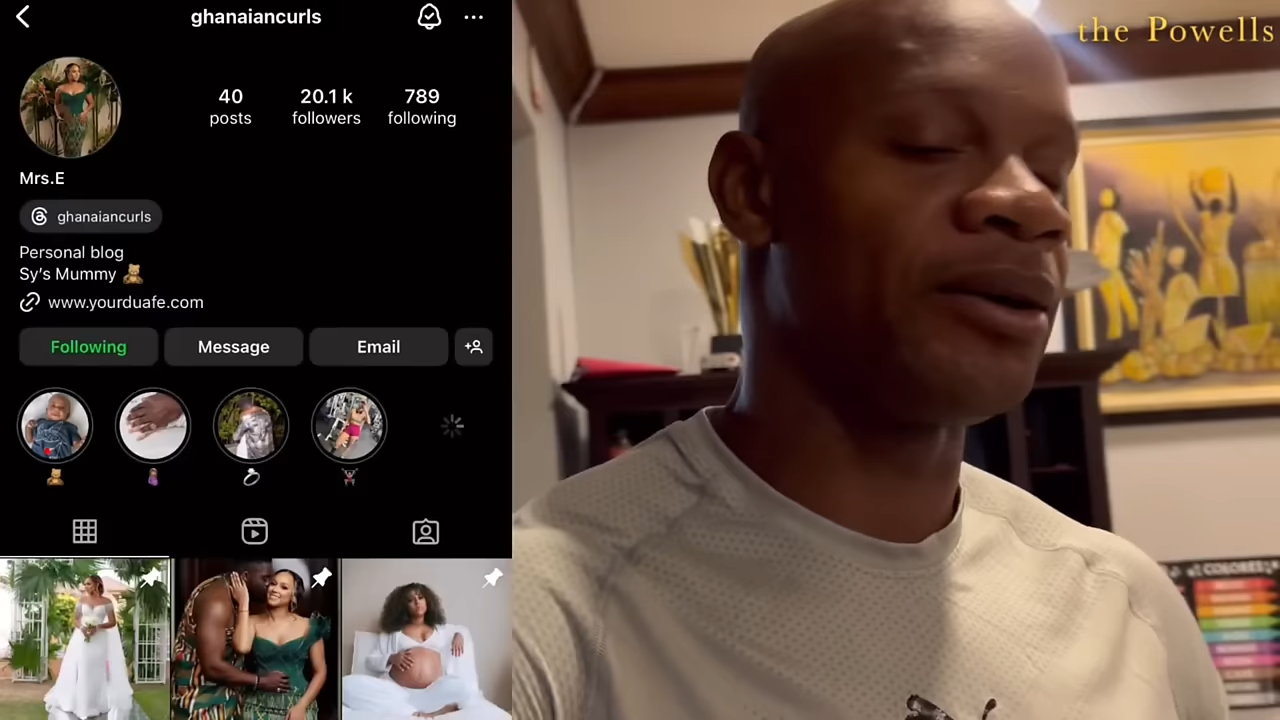 ghanaiancurls
40 20.1 k 789
posts followers following
Mrs.E
ghanaiancurls
Personal blog
Sy's Mummy 🧸
www.yourduafe.com
Following Message Email
the Powells
COLORES